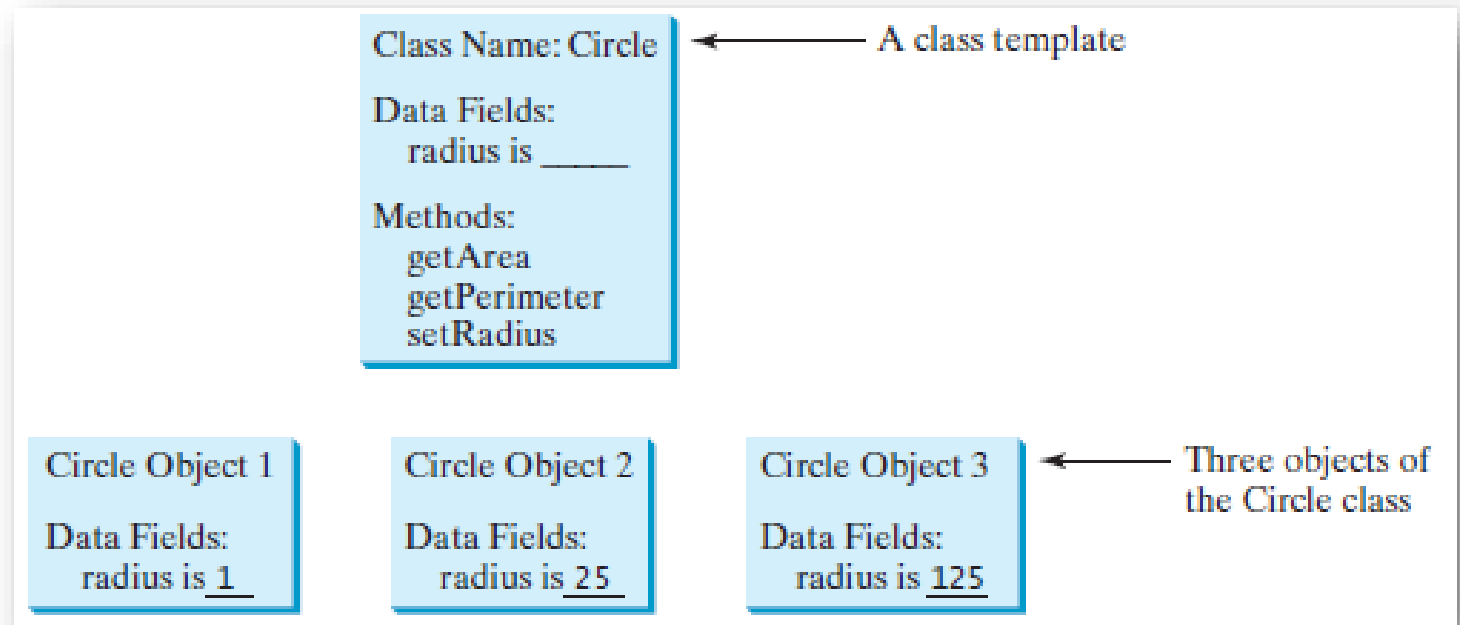 Class Name: Circle
A class template
Data Fields:
radius is _____
Methods:
getArea
getPerimeter
setRadius
Circle Object 1
Data Fields:
radius is 1
Circle Object 2
Data Fields:
radius is 25
Circle Object 3
Data Fields:
radius is 125
Three objects of
the Circle class